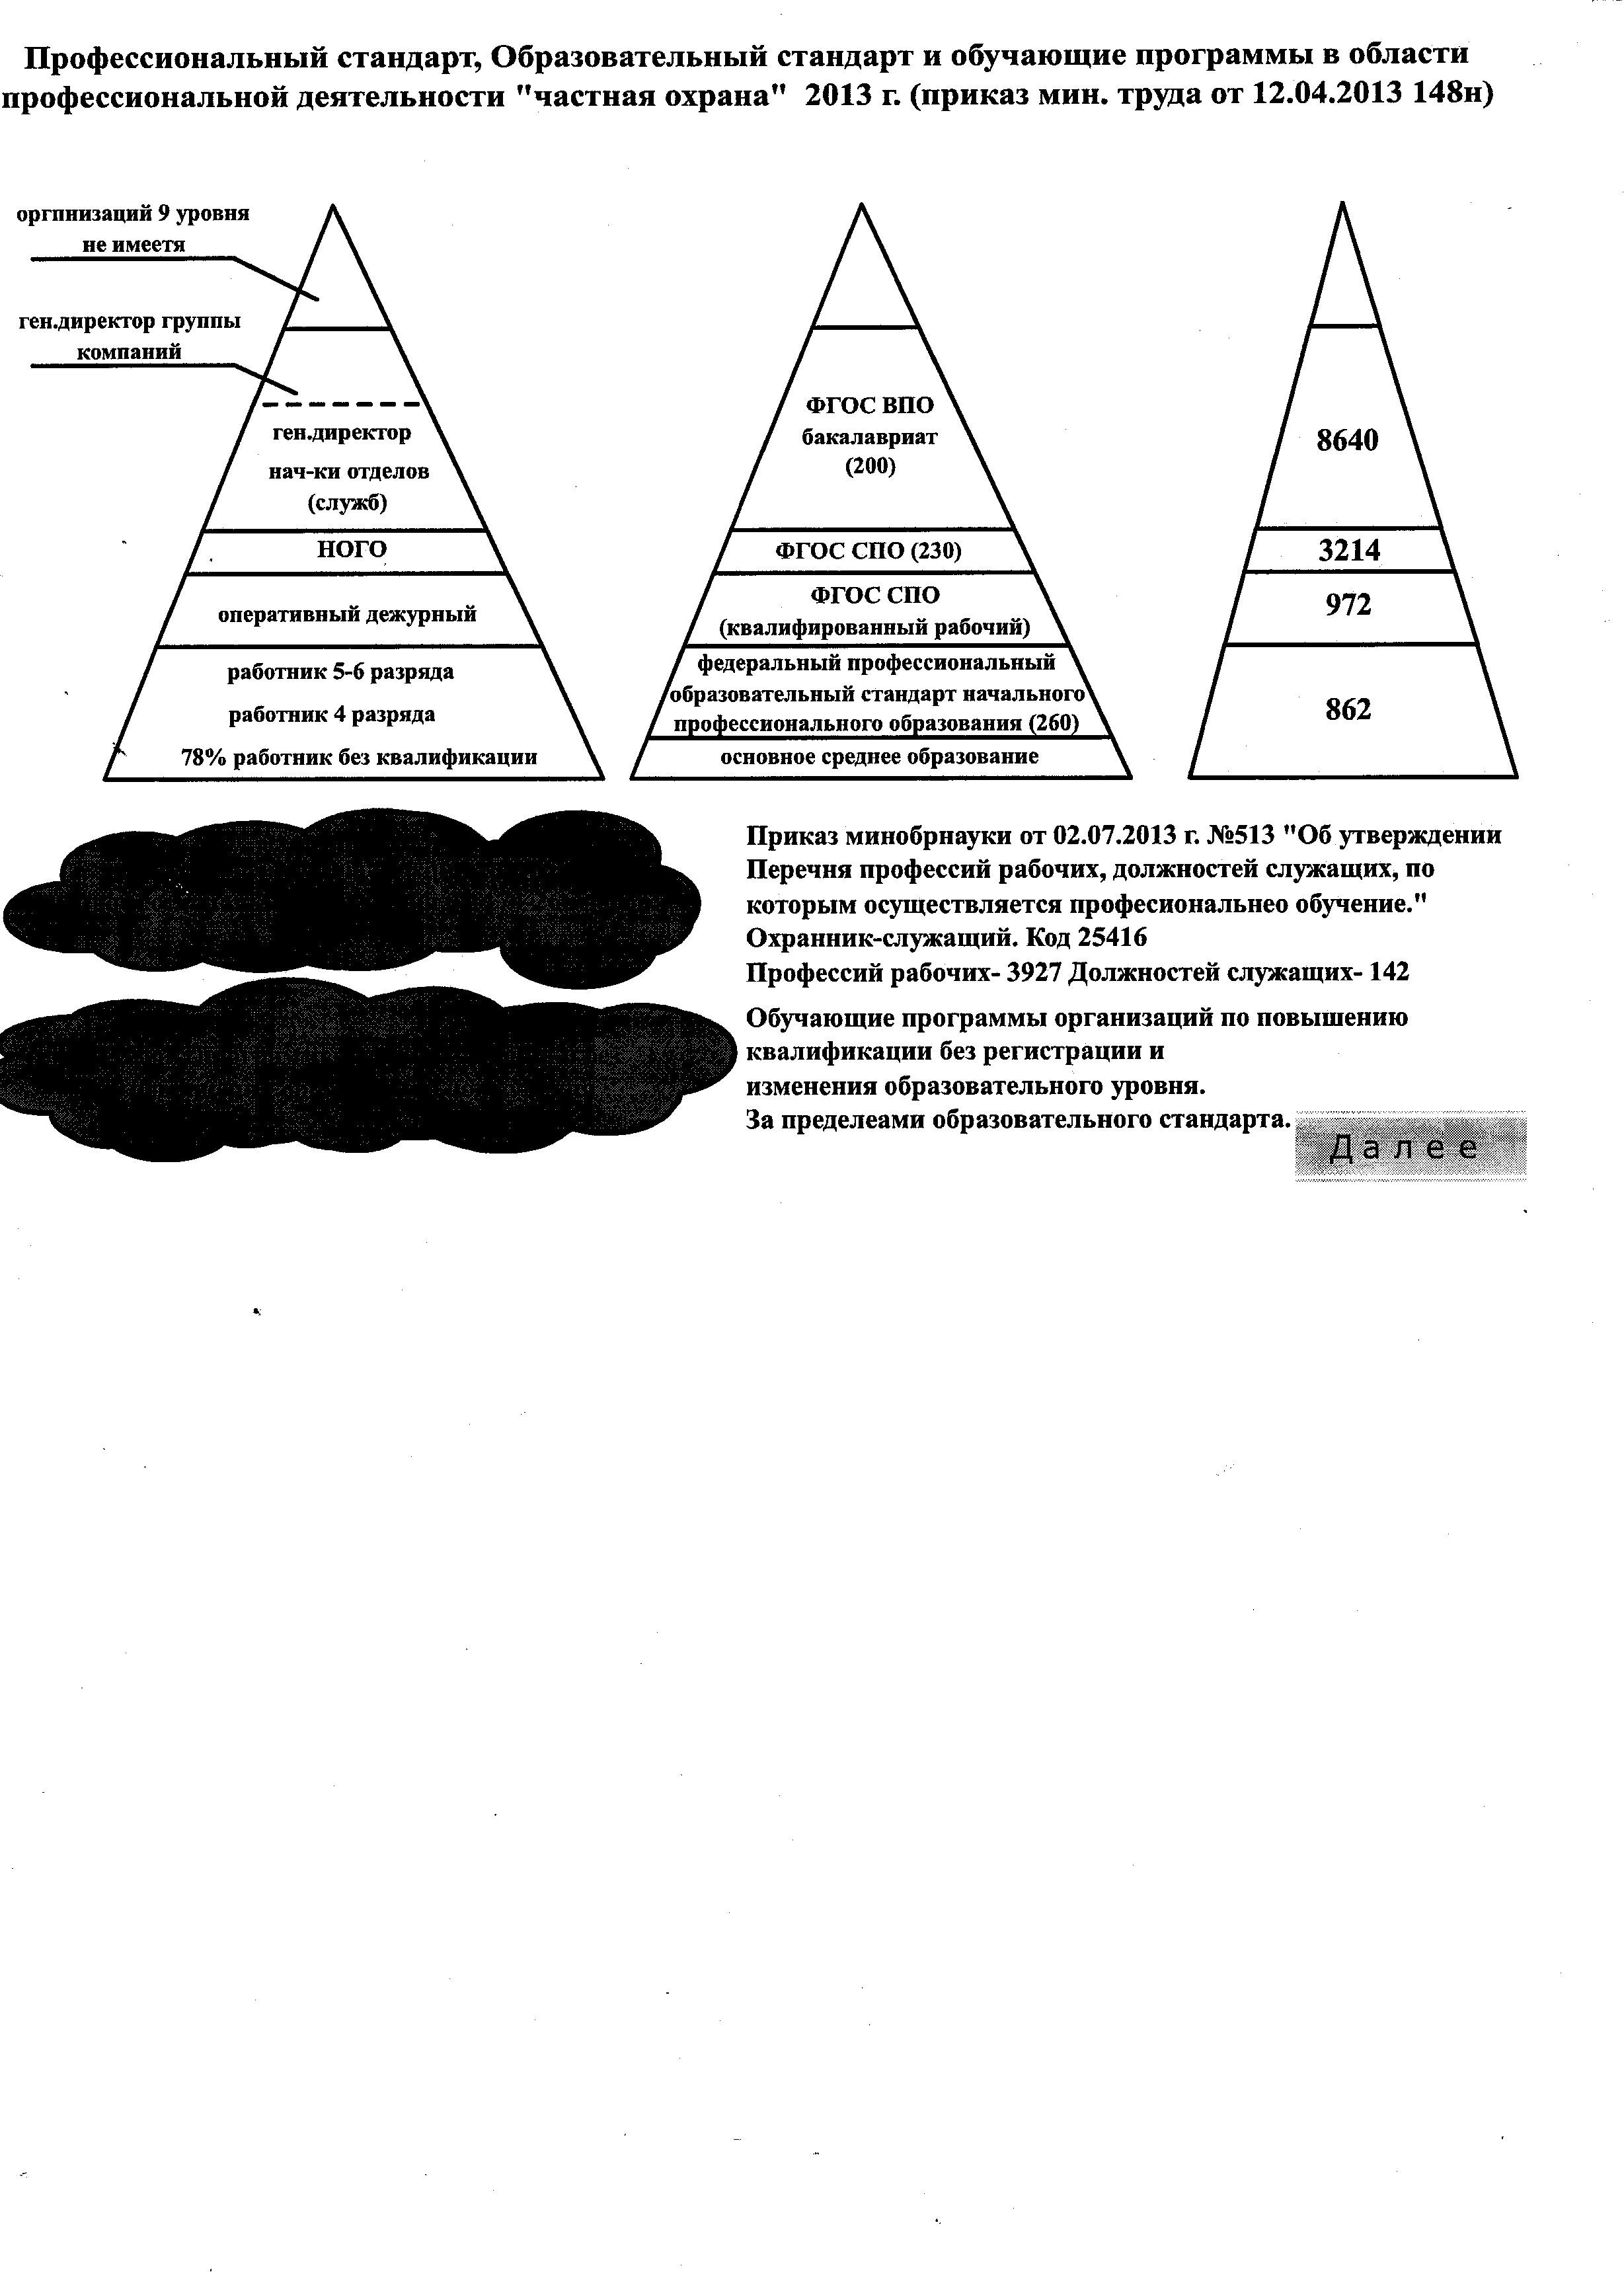 Профессиональный стандарт, Образовательный стандарт и обучающие программы в области
профессиональной деятельности "частная охрана" 2013 г. (приказ мин. труда от 12.04.2013 148н)
оргпнизаций 9 уровня
не имеетя
ген.директор группы
компаний
ген.директор
нач-ки отделов
(служб)
НОГО
оперативный дежурный
работник 5-6 разряда
работник 4 разряда
78% работник без квалификации
ФГОС ВПО
бакалавриат
(200)
ФГОС СПО (230)
ФГОС СПО
(квалифированный рабочий)
федеральный профессиональный
образовательный стандарт начального
профессионального образования (260)
основное среднее образование
8640
3214
972
862
Приказ минобрнауки от 02.07.2013 г. №513 "Об утверждении
Перечня профессий рабочих, должностей служащих, по
которым осуществляется професиональнео обучение."
Охранник-служащий. Код 25416
Профессий рабочих- 3927 Должностей служащих- 142
Обучающие программы организаций по повышению
квалификации без регистрации и
изменения образовательного уровня.
За пределеами образовательного стандарта.
Далее